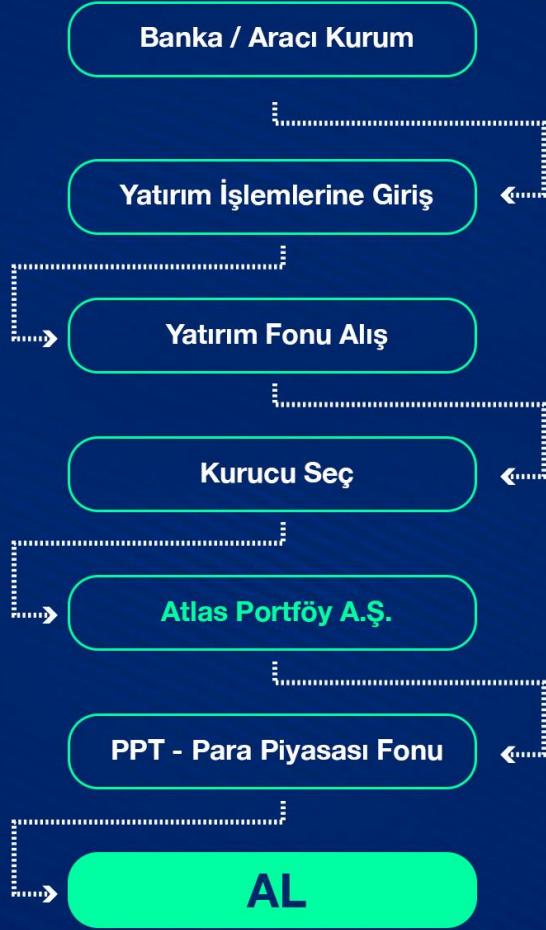 Banka / Aracı Kurum
Yatırım İşlemlerine Giriş
Yatırım Fonu Alış
Kurucu Seç
Atlas Portföy A.Ş.
PPT - Para Piyasası Fonu
AL